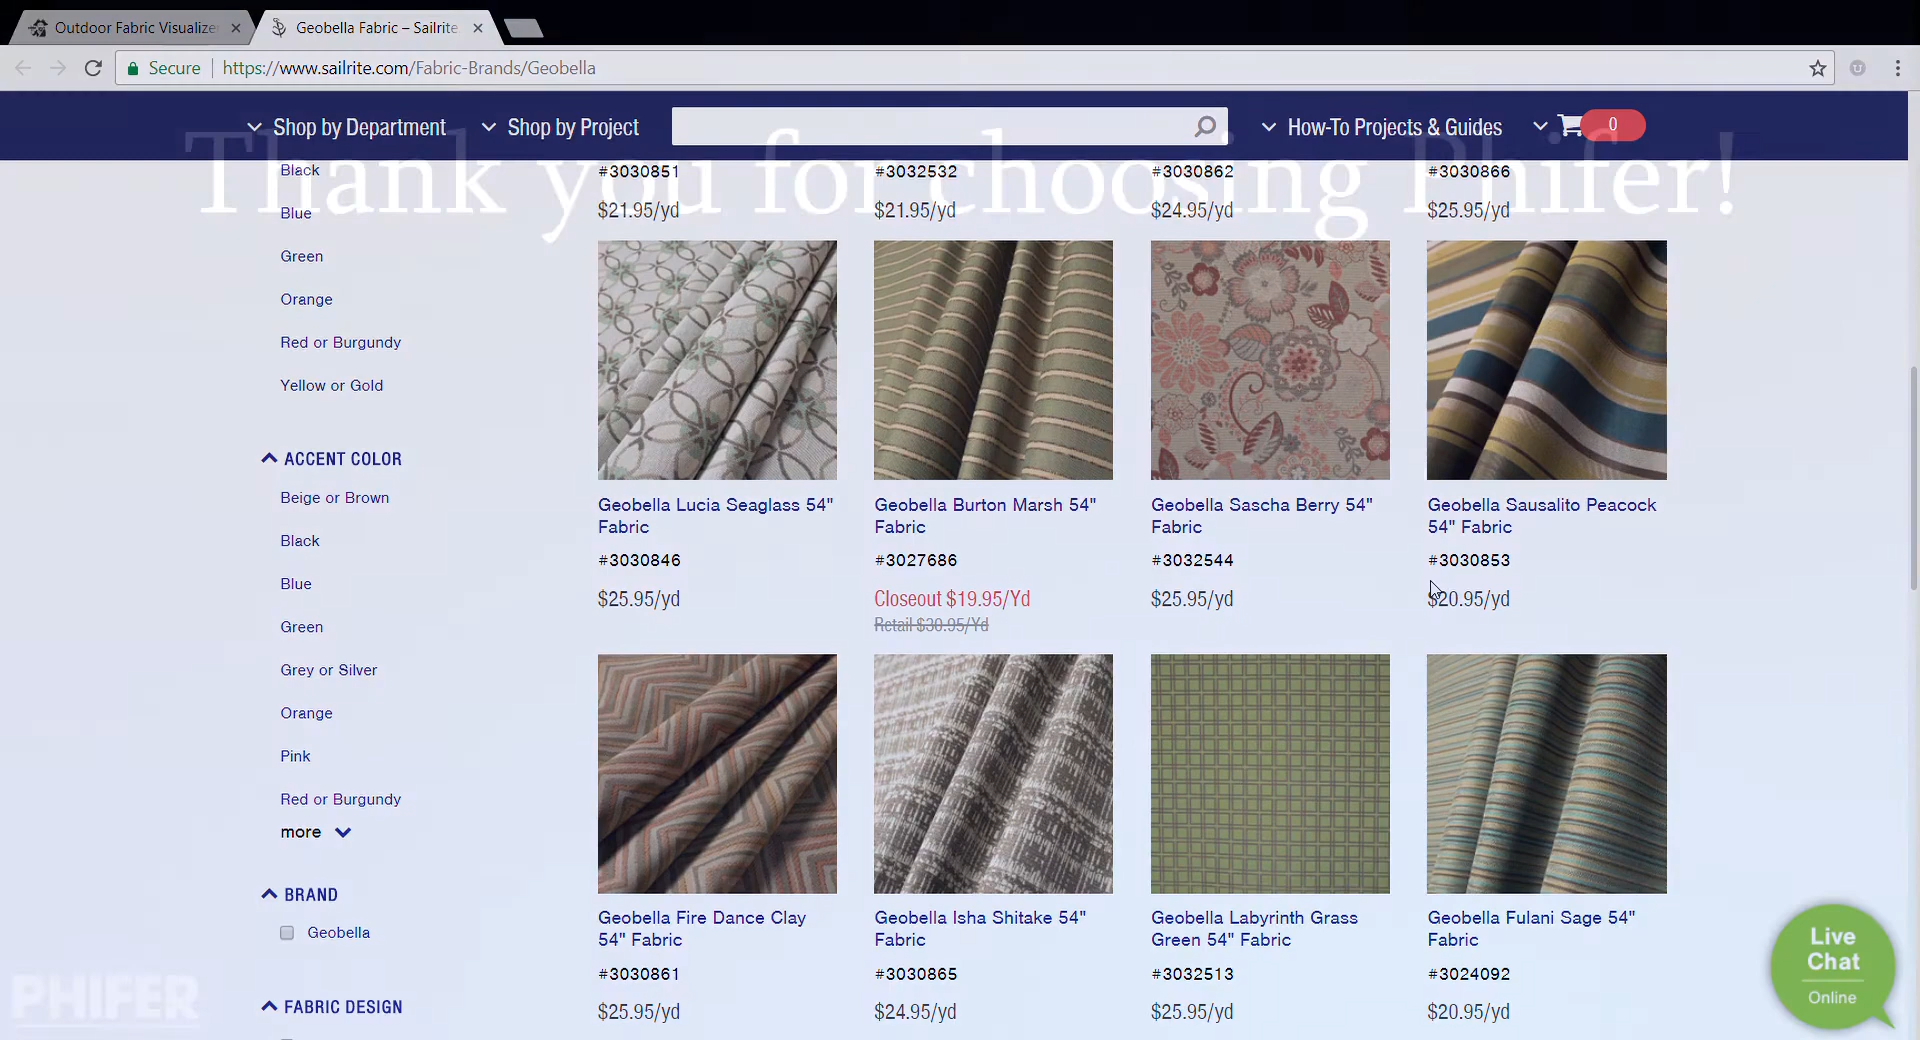 Outdoor Fabric Visualize
Geobella Fabric – Sailrite
Secure
https://www.sailrite.com/Fabric-Brands/Geobella
Shop by Department
Shop by Project
How-To Projects & Guides
0
Thank you for choosing Phifer!
Black
Blue
Green
Orange
Red or Burgundy
Yellow or Gold
ACCENT COLOR
Beige or Brown
Black
Blue
Green
Grey or Silver
Orange
Pink
Red or Burgundy
more
BRAND
Geobella
FABRIC DESIGN
#3030851
$21.95/yd
#3032532
$21.95/yd
#3030862
$24.95/yd
#3030866
$25.95/yd
Geobella Lucia Seaglass 54"
Fabric
#3030846
$25.95/yd
Geobella Burton Marsh 54"
Fabric
#3027686
Closeout $19.95/Yd
Retail $30.95/Yd
Geobella Sascha Berry 54"
Fabric
#3032544
$25.95/yd
Geobella Sausalito Peacock
54" Fabric
#3030853
$20.95/yd
Geobella Fire Dance Clay
54" Fabric
#3030861
$25.95/yd
Geobella Isha Shitake 54"
Fabric
#3030865
$24.95/yd
Geobella Labyrinth Grass
Green 54" Fabric
#3032513
$25.95/yd
Geobella Fulani Sage 54"
Fabric
#3024092
$20.95/yd
Live
Chat
Online
PHIFER